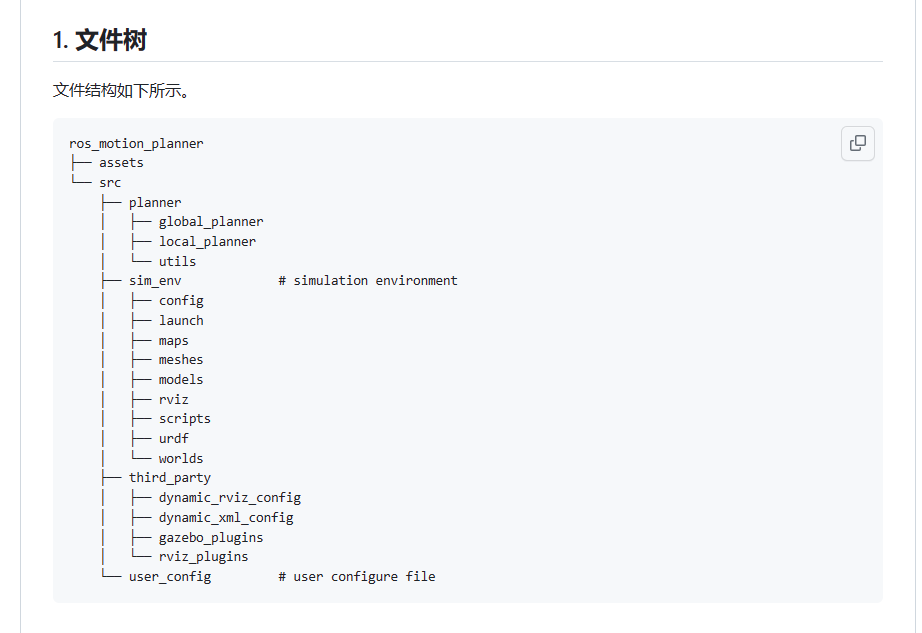 1. 文件树
文件结构如下所示。
ros_motion_planner
├── assets
└── src
    ├── planner
    │   ├── global_planner
    │   ├── local_planner
    │   └── utils
    ├── sim_env             # simulation environment
    │   ├── config
    │   ├── launch
    │   ├── maps
    │   ├── meshes
    │   ├── models
    │   ├── rviz
    │   ├── scripts
    │   ├── urdf
    │   └── worlds
    ├── third_party
    │   ├── dynamic_rviz_config
    │   ├── dynamic_xml_config
    │   ├── gazebo_plugins
    │   └── rviz_plugins
    └── user_config         # user configure file